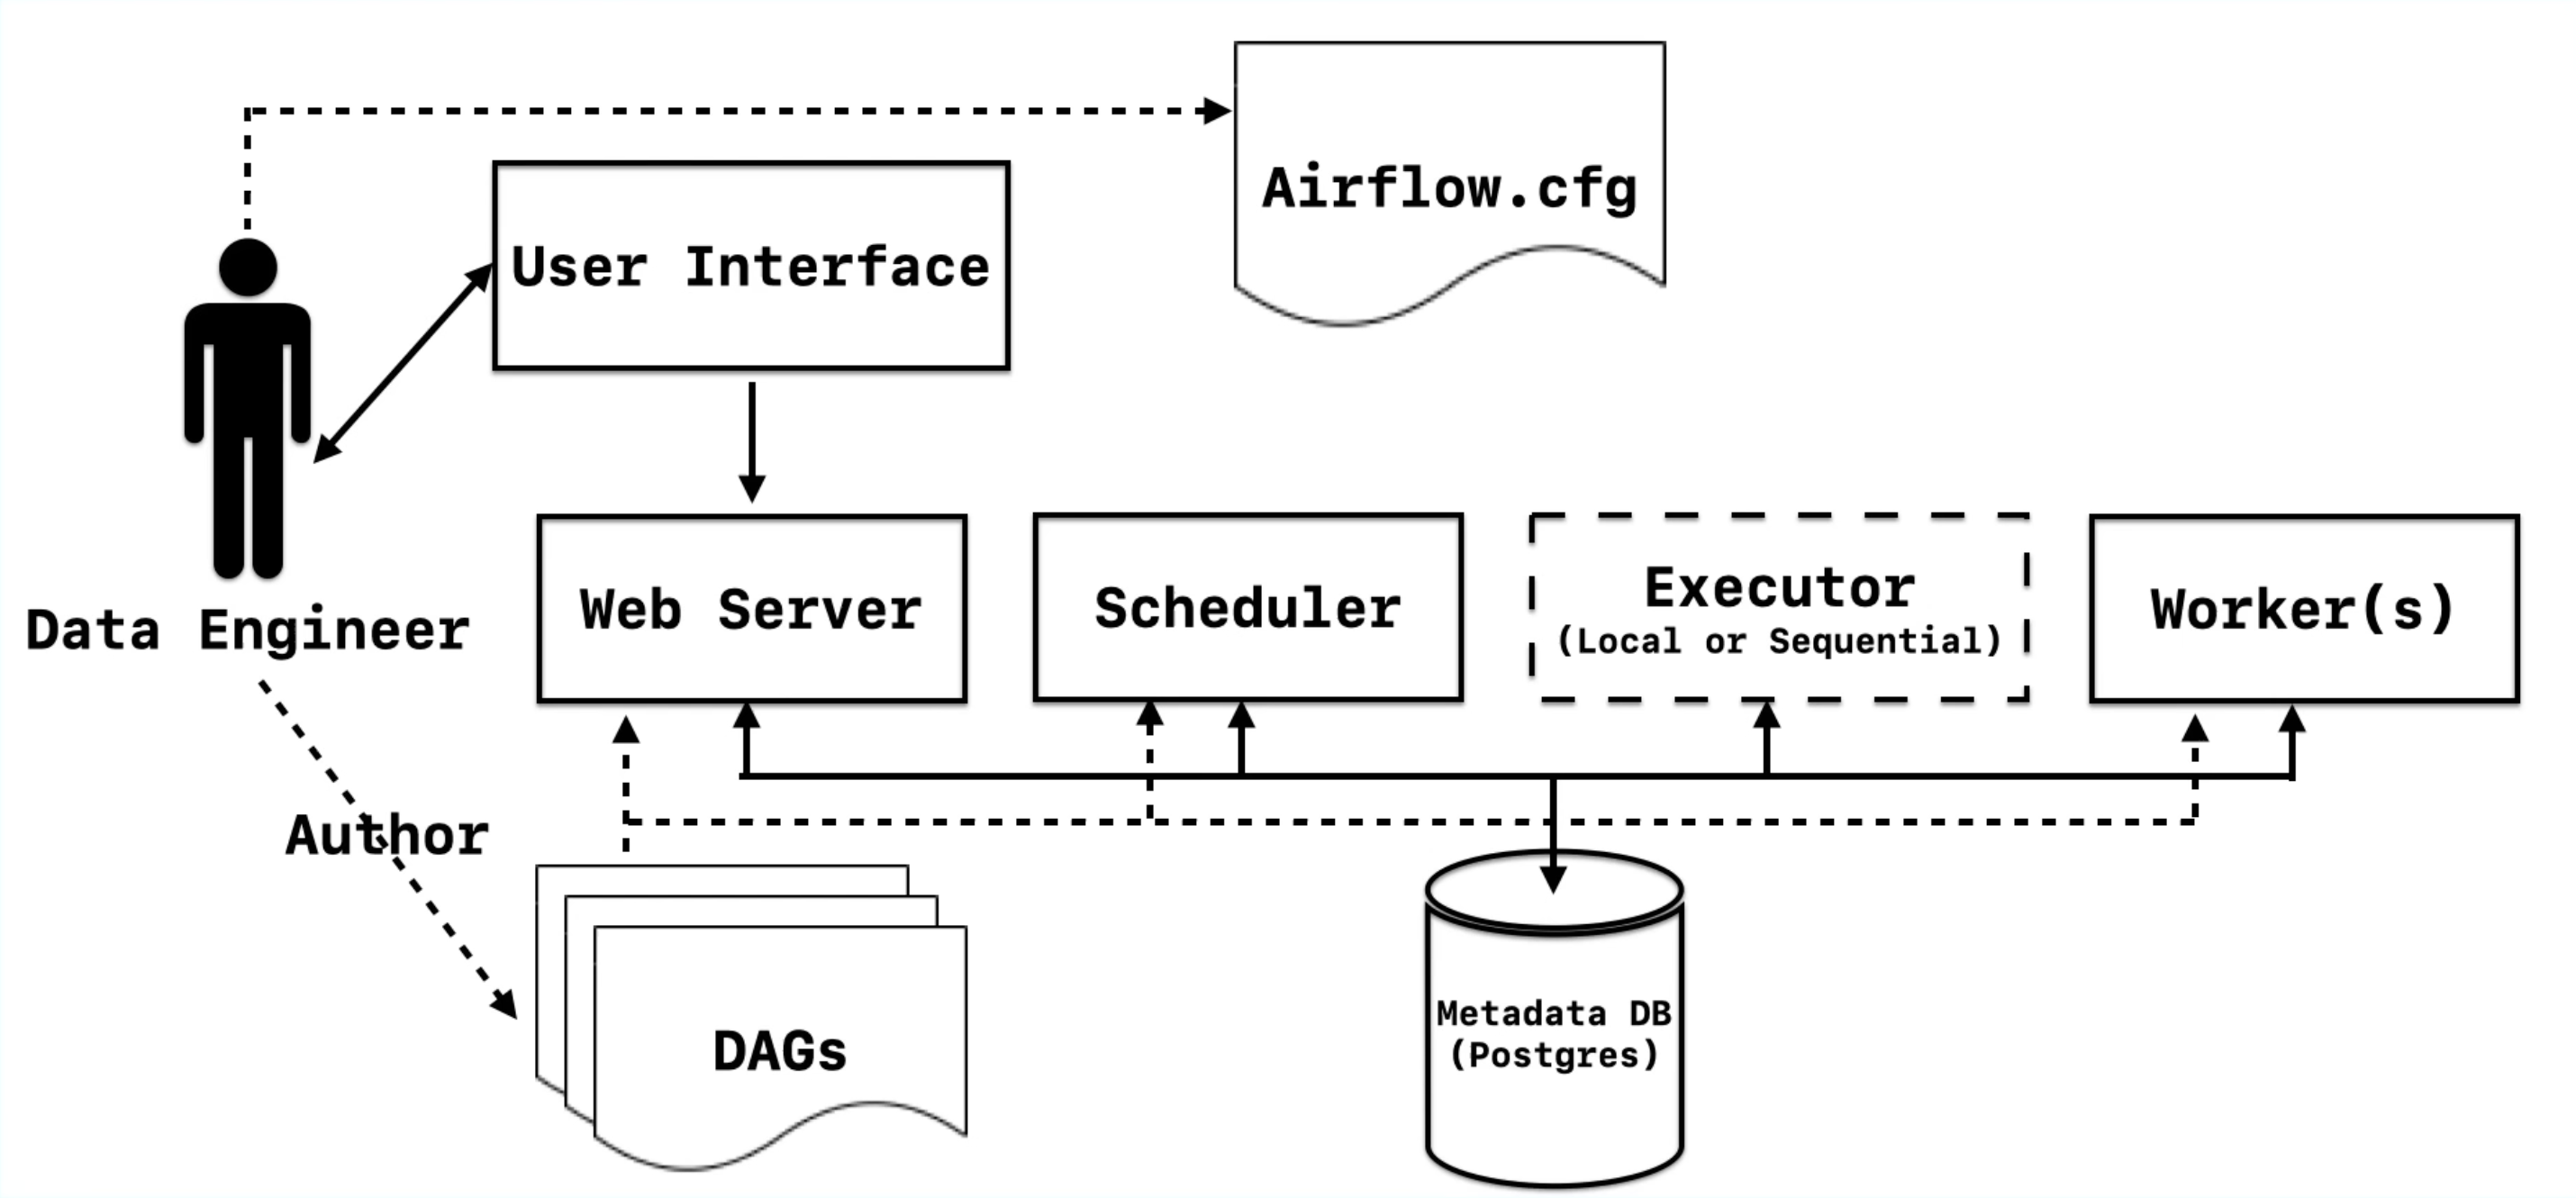 Airflow.cfg
User Interface
Data Engineer
Web Server
Scheduler
Executor
(Local or Sequential)
Worker(s)
Author
DAGs
Metadata DB
(Postgres)